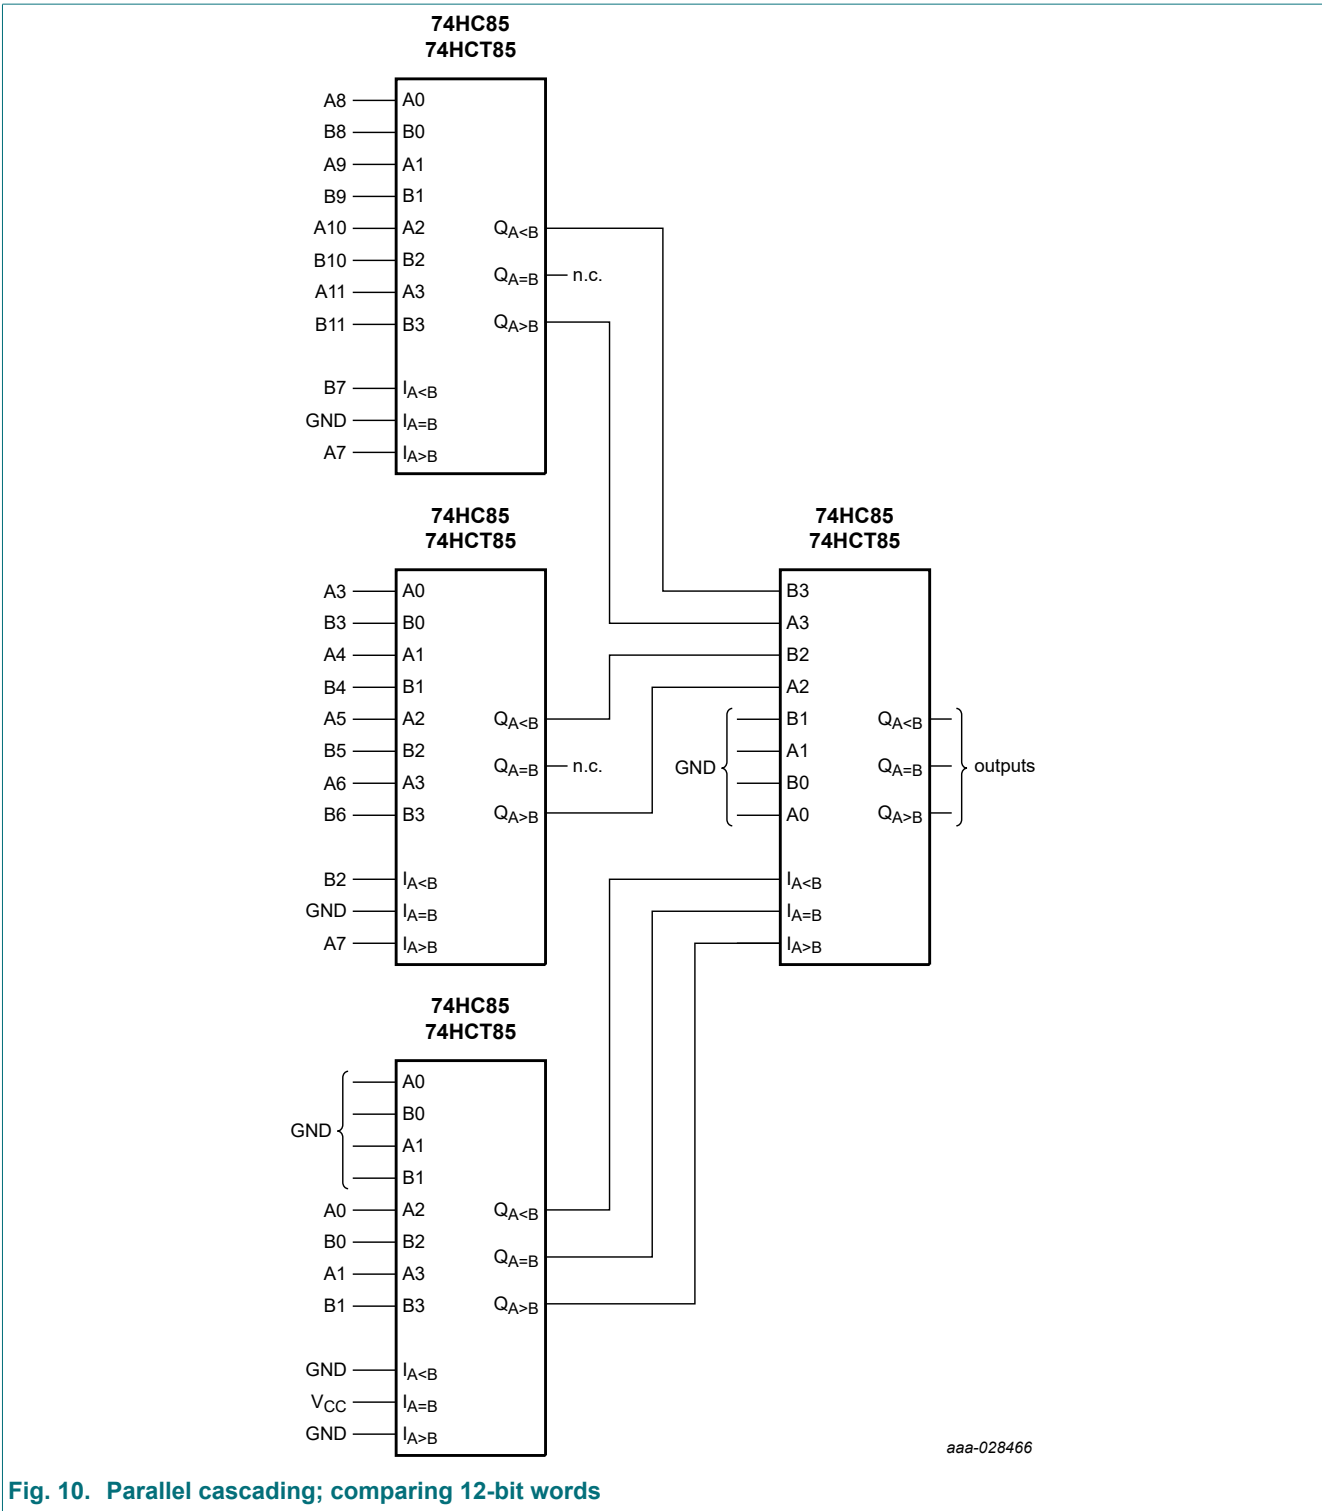 74HC85
74HCT85
A8 A0
B8 B0
A9 A1
B9 B1
A10 A2 QA<B
B10 B2
QA=B n.c.
A11 A3
B11 B3 QA>B
B7 IA<B
GND IA=B
A7 IA>B
74HC85
74HCT85
A3 A0
B3 B0
A4 A1
B4 B1
A5 A2 QA<B
B5 B2
QA=B n.c.
A6 A3
B6 B3 QA>B
B2 IA<B
GND IA=B
A7 IA>B
74HC85
74HCT85
B3
A3
B2
A2
B1 QA<B
A1
GND QA=B outputs
B0
A0 QA>B
IA<B
IA=B
IA>B
74HC85
74HCT85
A0
B0
GND
A1
B1
A0 A2 QA<B
B0 B2
QA=B
A1 A3
B1 B3 QA>B
GND IA<B
VCC IA=B
GND IA>B
aaa-028466
Fig. 10. Parallel cascading; comparing 12-bit words